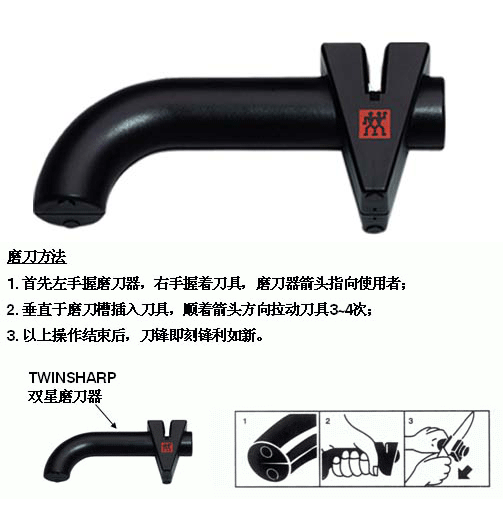 磨刀方法
1. 首先左手握磨刀器，右手握着刀具，磨刀器箭头指向使用者；
2. 垂直于磨刀槽插入刀具，顺着箭头方向拉动刀具3~4次；
3. 以上操作结束后，刀锋即刻锋利如新。
TWINSHARP
双星磨刀器
1 2 3